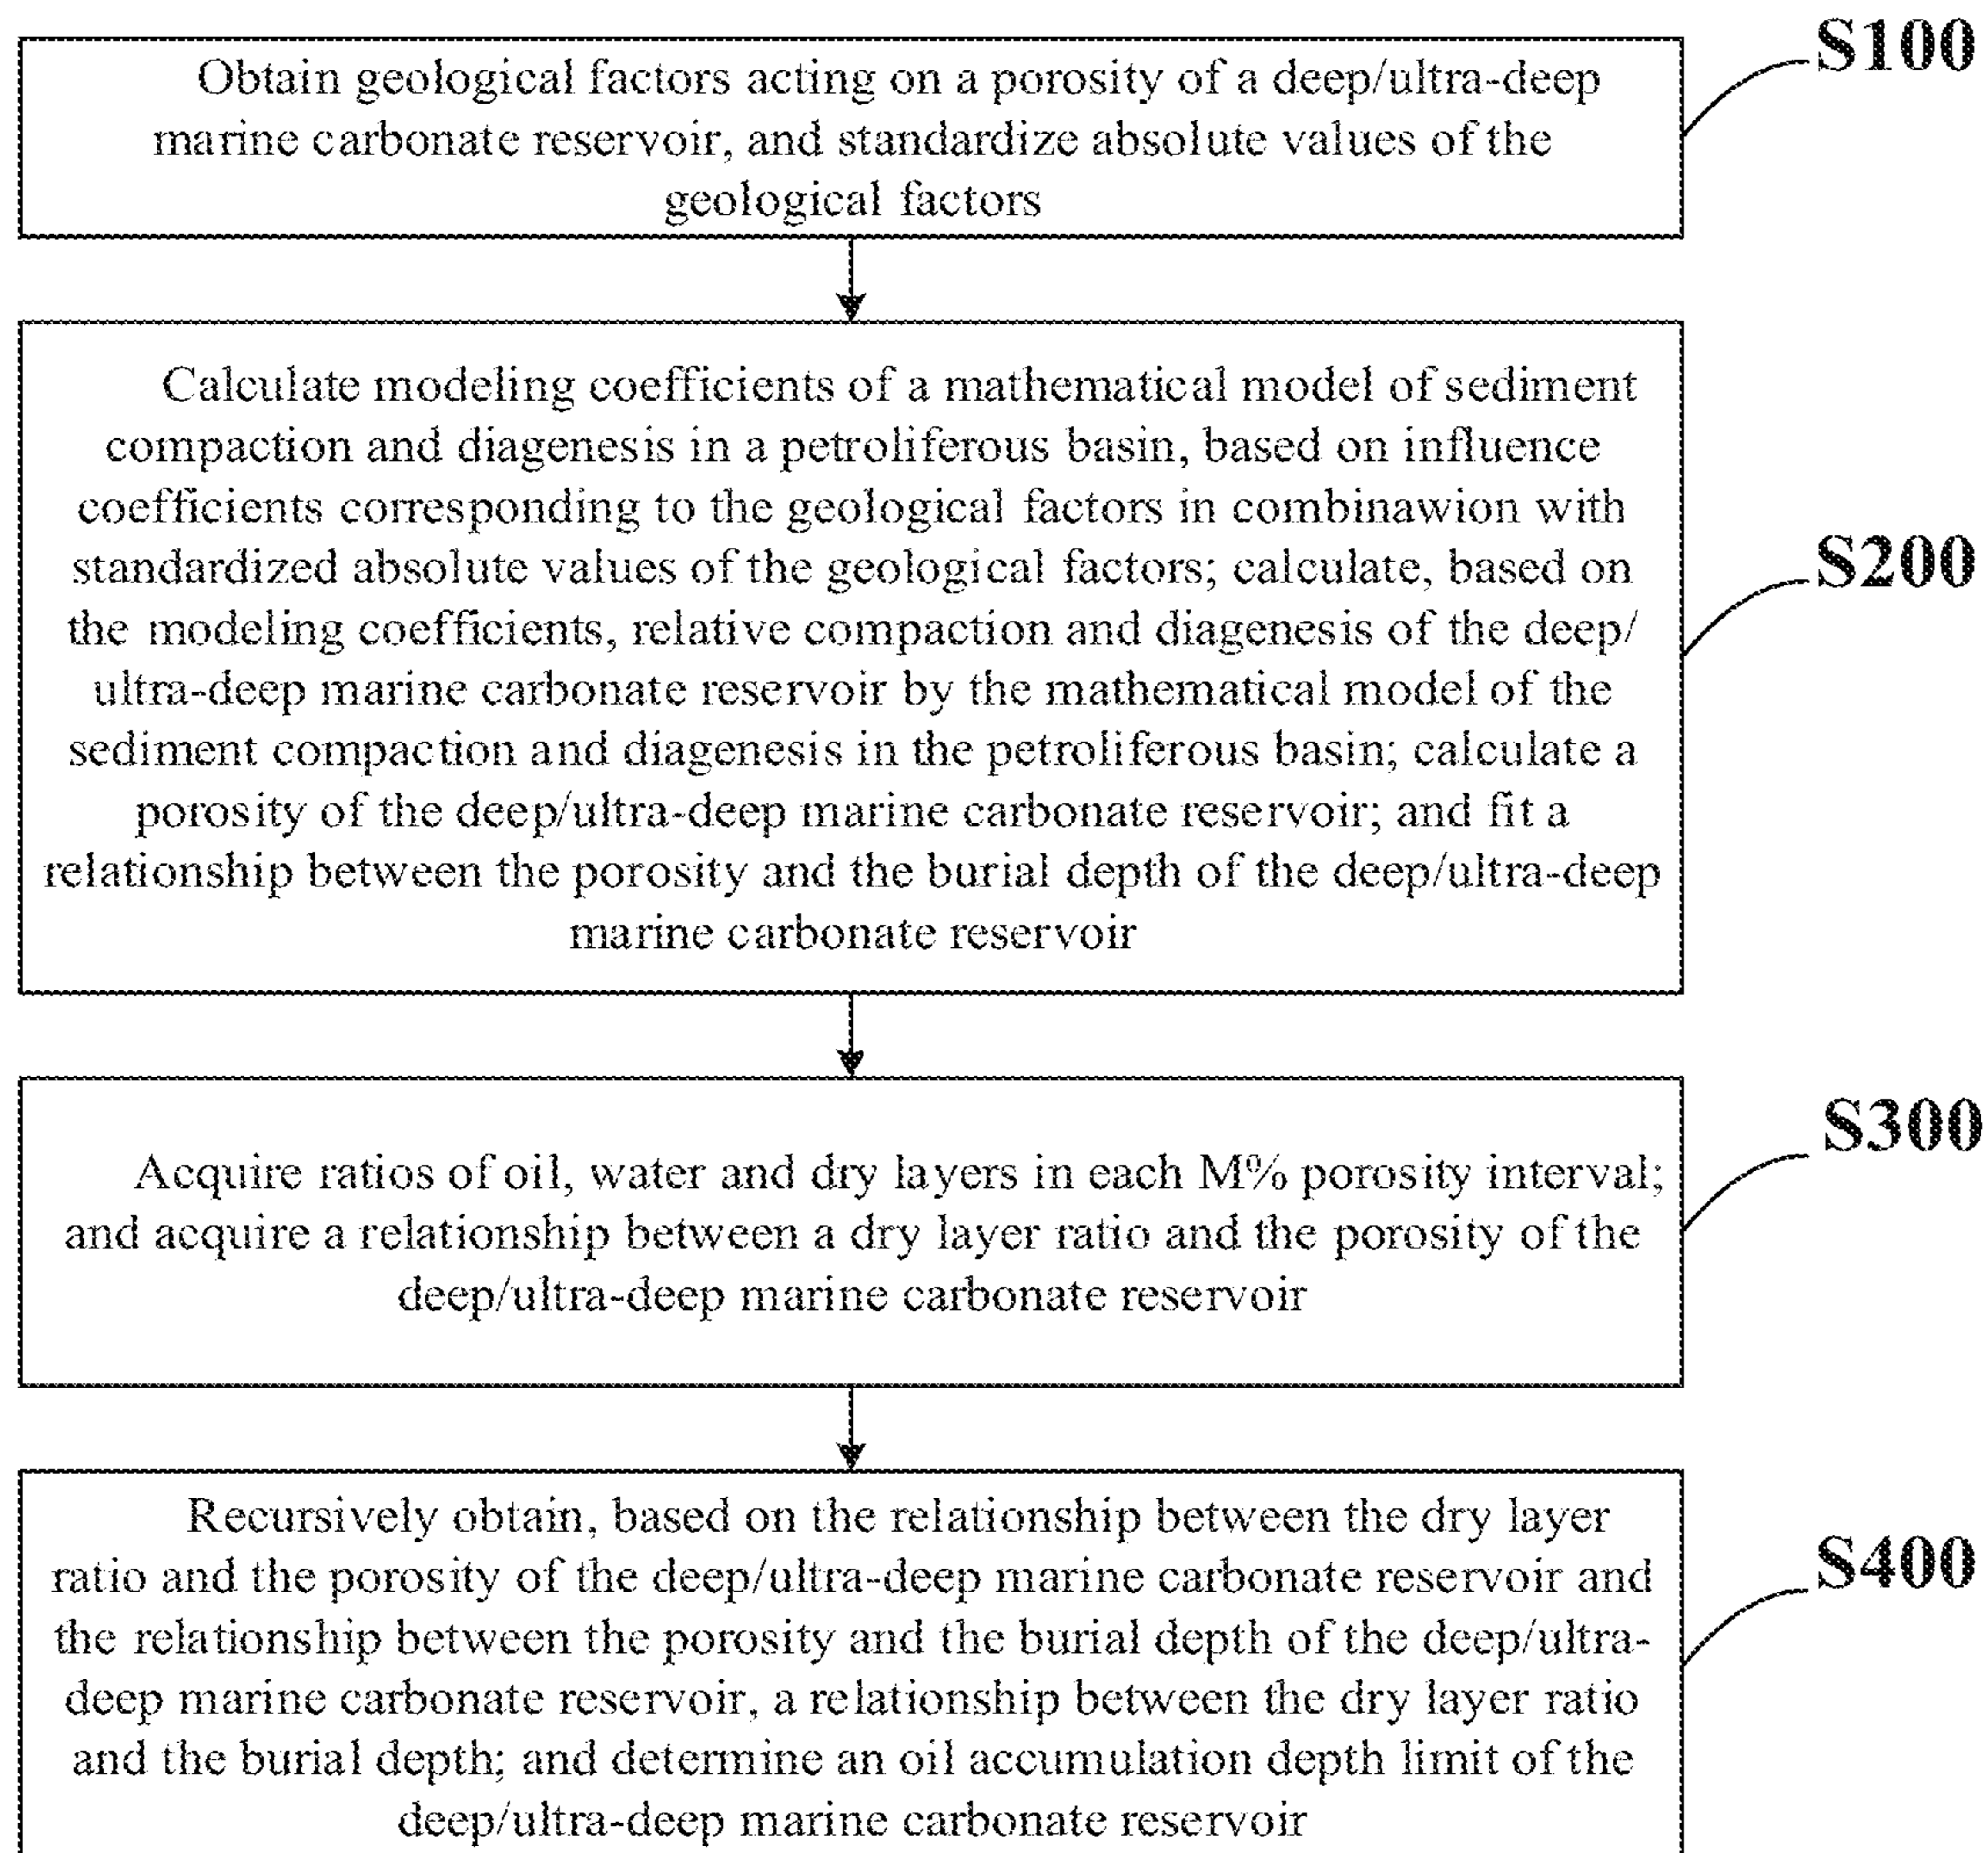 S100
Obtain geological factors acting on a porosity of a deep/ultra-deep
marine carbonate reservoir, and standardize absolute values of the
geological factors
Calculate modeling coefficients of a mathematical model of sediment
compaction and diagenesis in a petroliferous basin, based on influence
coefficients corresponding to the geological factors in combinawion with
standardized absolute values of the geological factors; calculate, based on
S200
the modeling coefficients, relative compaction and diagenesis of the deep/
ultra-deep marine carbonate reservoir by the mathematical model of the
sediment compaction and diagenesis in the petroliferous basin; calculate a
porosity of the deep/ultra-deep marine carbonate reservoir; and fit a
relationship between the porosity and the burial depth of the deep/ultra-deep
marine carbonate reservoir
S300
Acquire ratios of oil, water and dry layers in each M% porosity interval;
and acquire a relationship between a dry layer ratio and the porosity of the
deep/ultra-deep marine carbonate reservoir
Recursively obtain, based on the relationship between the dry layer
S400
ratio and the porosity of the deep/ultra-deep marine carbonate reservoir and
the relationship between the porosity and the burial depth of the deep/ultra-
deep marine carbonate reservoir, a relationship between the dry layer ratio
and the burial depth; and determine an oil accumulation depth limit of the
deep/ultra-deep marine carbonate reservoir